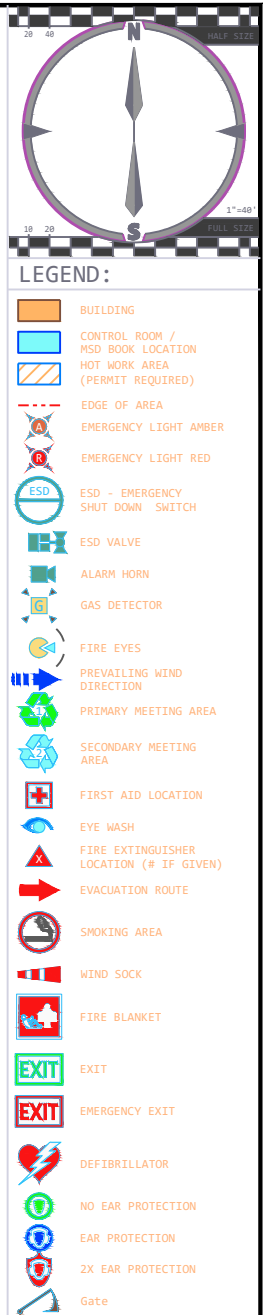 N
20 40
HALF SIZE
1"=40'
10 20
S
FULL SIZE
LEGEND:
BUILDING
CONTROL ROOM /
MSD BOOK LOCATION
HOT WORK AREA
(PERMIT REQUIRED)
EDGE OF AREA
A
EMERGENCY LIGHT AMBER
R
EMERGENCY LIGHT RED
ESD
ESD - EMERGENCY
SHUT DOWN SWITCH
ESD VALVE
ALARM HORN
G
GAS DETECTOR
FIRE EYES
PREVAILING WIND
DIRECTION
1
PRIMARY MEETING AREA
2
SECONDARY MEETING
AREA
FIRST AID LOCATION
EYE WASH
X
FIRE EXTINGUISHER
LOCATION (# IF GIVEN)
EVACUATION ROUTE
SMOKING AREA
WIND SOCK
FIRE BLANKET
EXIT
EXIT
EXIT
EMERGENCY EXIT
DEFIBRILLATOR
NO EAR PROTECTION
EAR PROTECTION
2X EAR PROTECTION
Gate